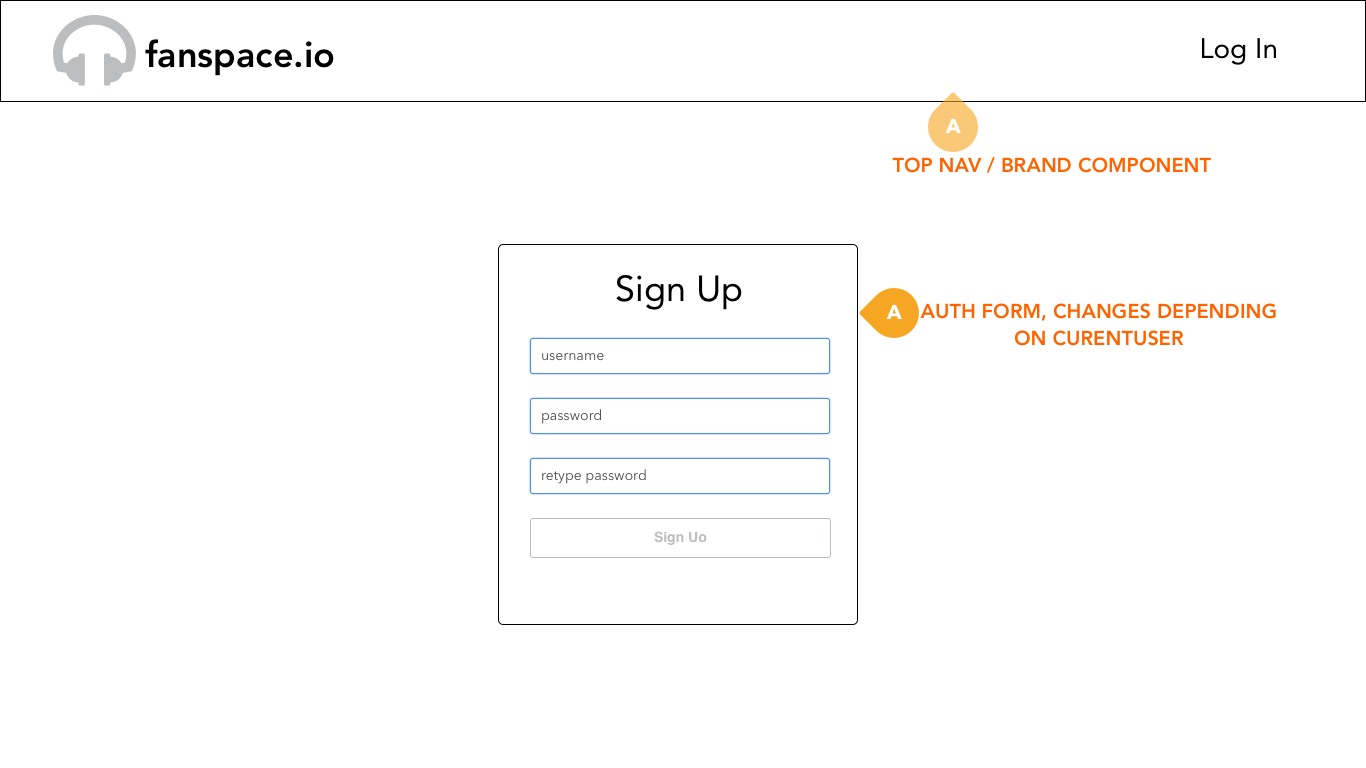 fanspace.io
Log In
A
TOP NAV / BRAND COMPONENT
Sign Up
A
AUTH FORM, CHANGES DEPENDING
ON CURENTUSER
username
password
retype password
Sign Uo